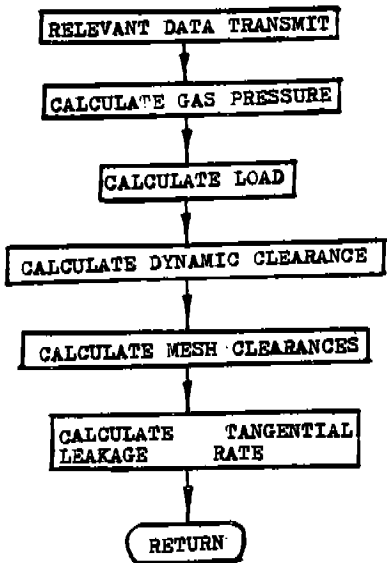 RELEVANT DATA TRANSMIT
CALCULATE GAS PRESSURE
CALCULATE LOAD
CALCULATE DYNAMIC CLEARANCE
CALCULATE MESH CLEARANCES
CALCULATE TANGENTIAL
LEAKAGE RATE
RETURN